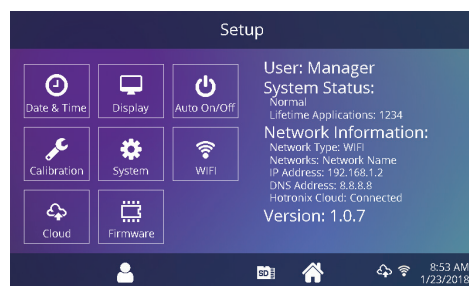 Setup
Date & Time
Display
Auto On/Off
Calibration
System
WIFI
Cloud
Firmware
User: Manager
System Status:
Normal
Lifetime Applications: 1234
Network Information:
Network Type: WIFI
Networks: Network Name
IP Address: 192.168.1.2
DNS Address: 8.8.8.8
Hotronix Cloud: Connected
Version: 1.0.7
SD
8:53 AM
1/23/2018